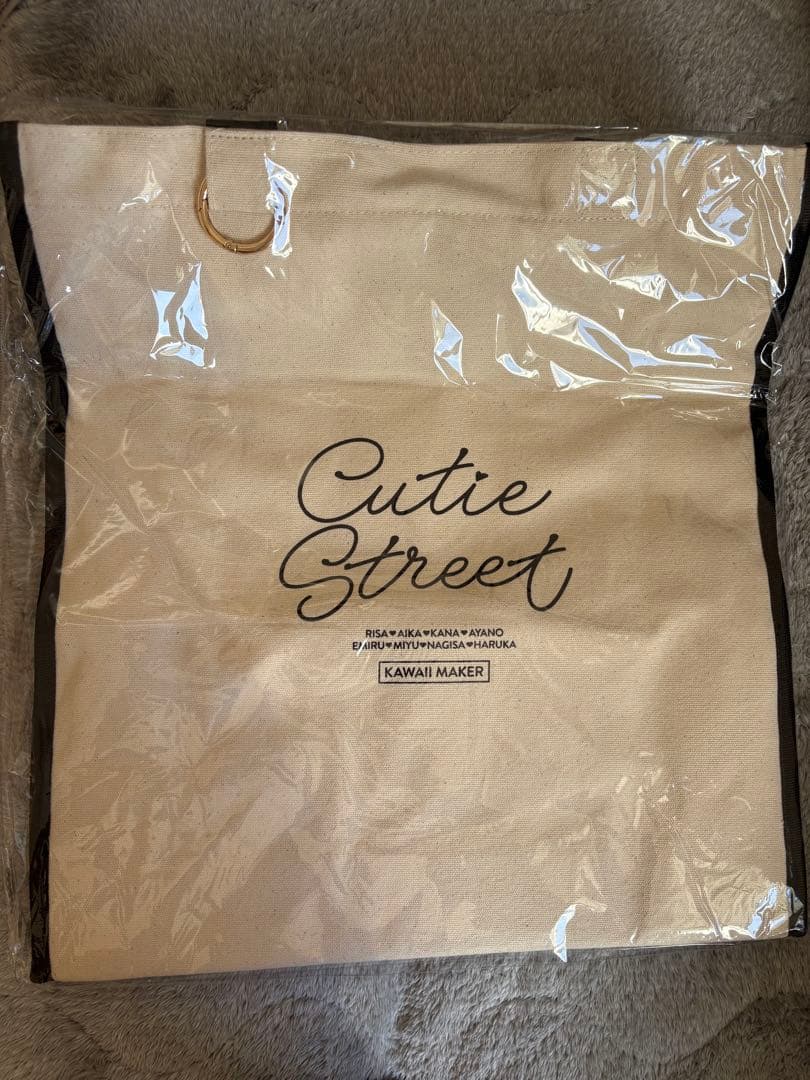 Cutie
Street
RISA♥AIKA♥KANA♥AYANO
EMIRU♥MIYU♥NAGISA♥HARUKA
KAWAII MAKER